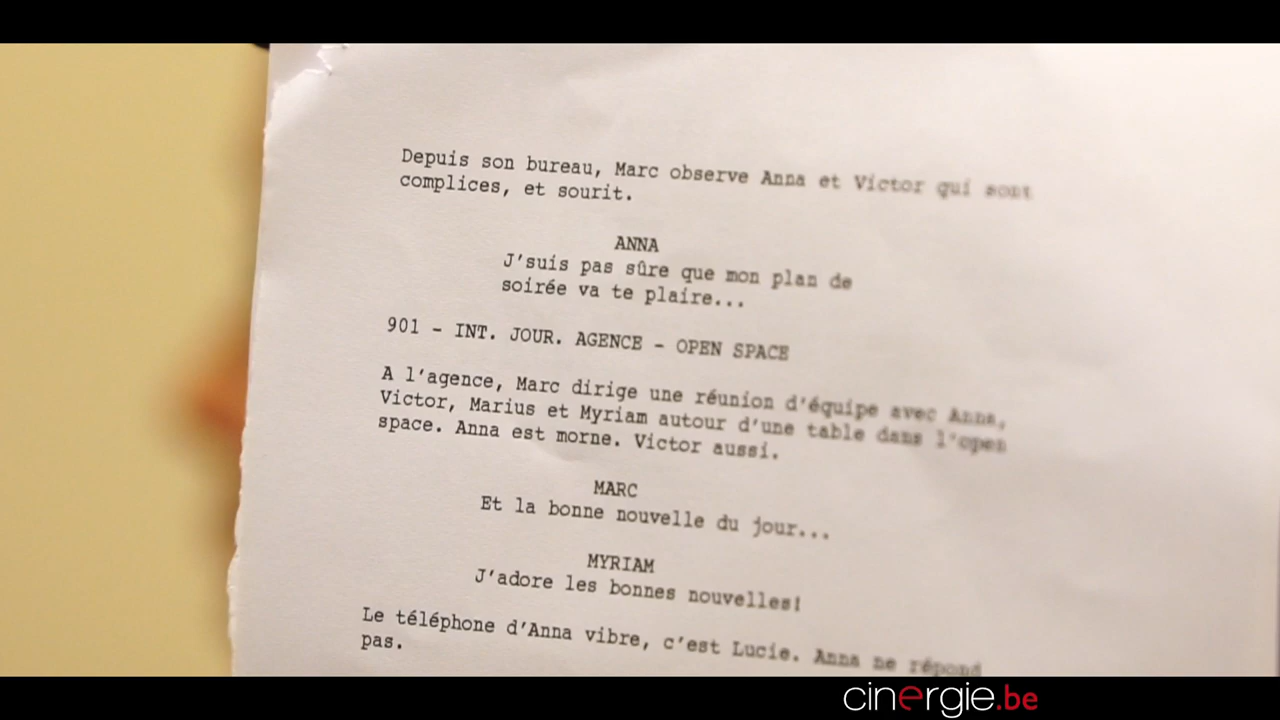 Depuis son bureau, Marc observe Anna et Victor qui sont
complices, et sourit.
ANNA
J'suis pas sûre que mon plan de
soirée va te plaire...
901 - INT. JOUR. AGENCE - OPEN SPACE
A l'agence, Marc dirige une réunion d'équipe avec Anna,
Victor, Marius et Myriam autour d'une table dans l'open
space. Anna est morne. Victor aussi.
MARC
Et la bonne nouvelle du jour...
MYRIAM
J'adore les bonnes nouvelles!
Le téléphone d'Anna vibre, c'est Lucie. Anna ne répond
pas.
cinergie.be